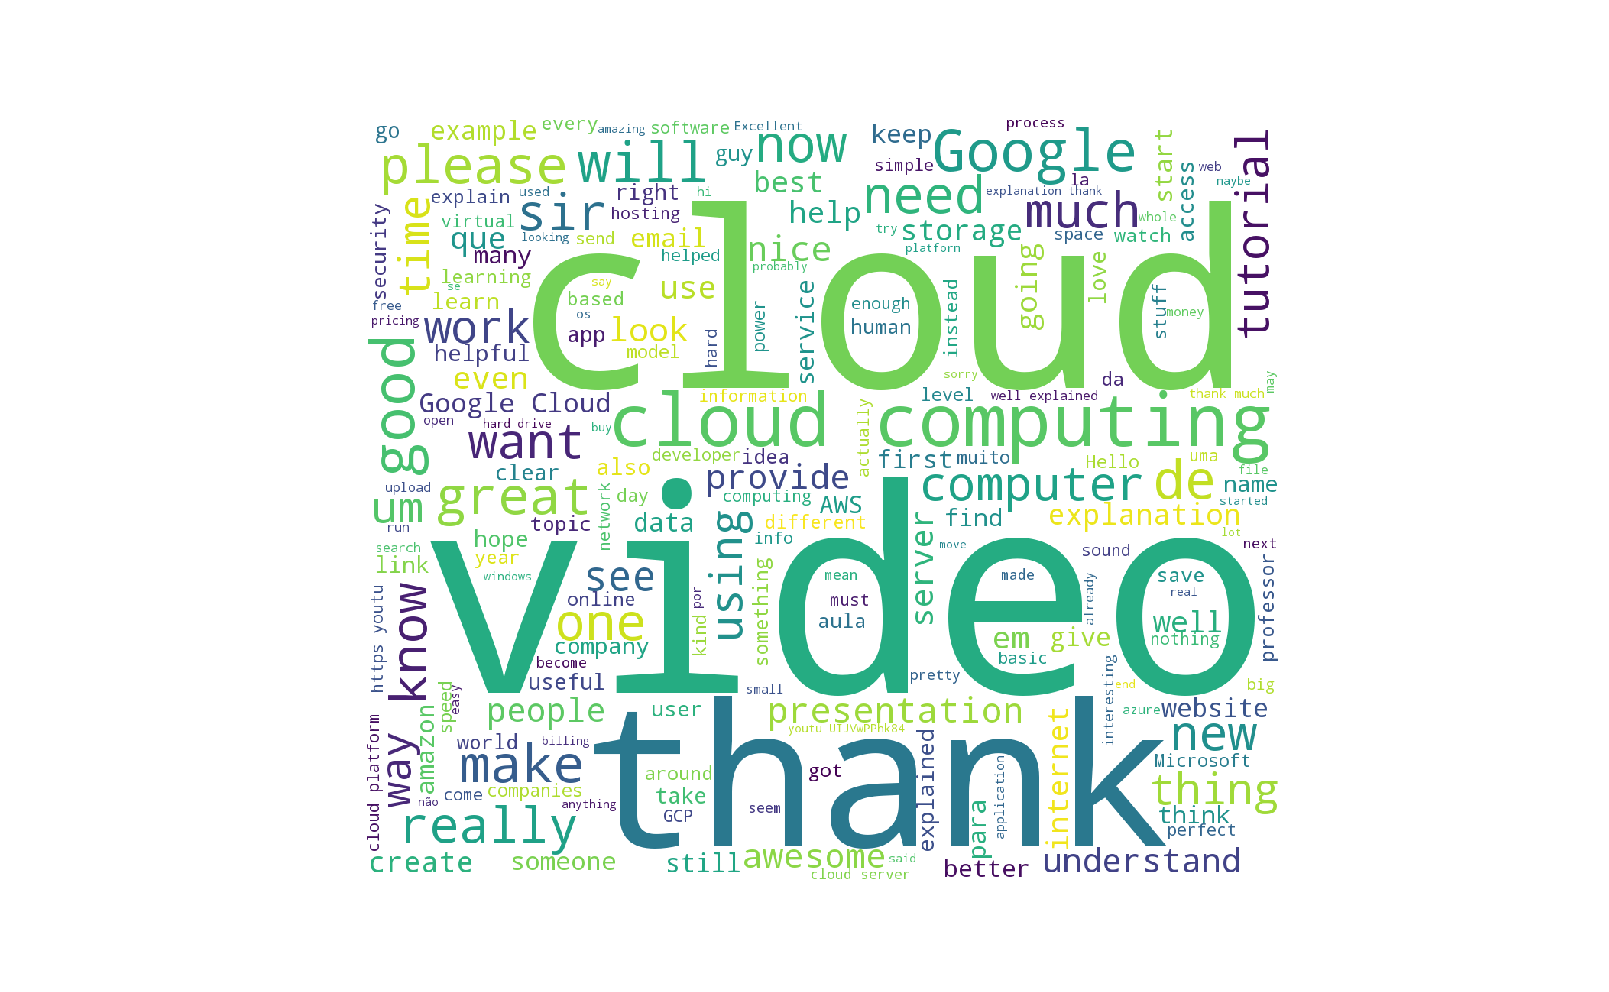 go
example
every
amazing
software
Excellent
keep
process
please
will
guy
now
simple
Google
tutorial
start
access
web
maybe
explain
used
right
hi
best
need
explanation thank
la
much
whole
security
time
virtual
sir
hosting
help
try
storage
space
watch
que
looking
send
email
nice
platform
many
helped
probably
going
love
learning
se
free
learn
based
say
use
cloud
pricing
work
os
app
look
power
service
enough
human
instead
stuff
money
helpful
model
hard
good
even
sorry
da
may
Google Cloud
information
level
well explained
thank much
open
hard drive
want
buy
cloud computing
actually
developer
idea
first
muito
Hello
uma
clear
also
provide
computer
de
file
name
upload
great
day
computing
AWS
started
um
topic
data
different
find
explanation
run
network
using
info
server
lot
search
hope
move
sound
next
link
year
windows
see
video
mean
made
save
real
online
something
must
already
well
https youtu
know
one
kind
por
aula
em
give
nothing
professor
company
basic
become
useful
small
pretty
interesting
end
big
speed
easy
people
user
presentation
azure
website
amazon
youtu UIJVwPPhk84
cloud platform
way
world
billing
thank
explained
internet
new
make
around
got
Microsoft
não
come
companies
anything
take
seem
application
thing
really
GCP
para
think
perfect
create
someone
still
awesome
said
cloud server
better
understand